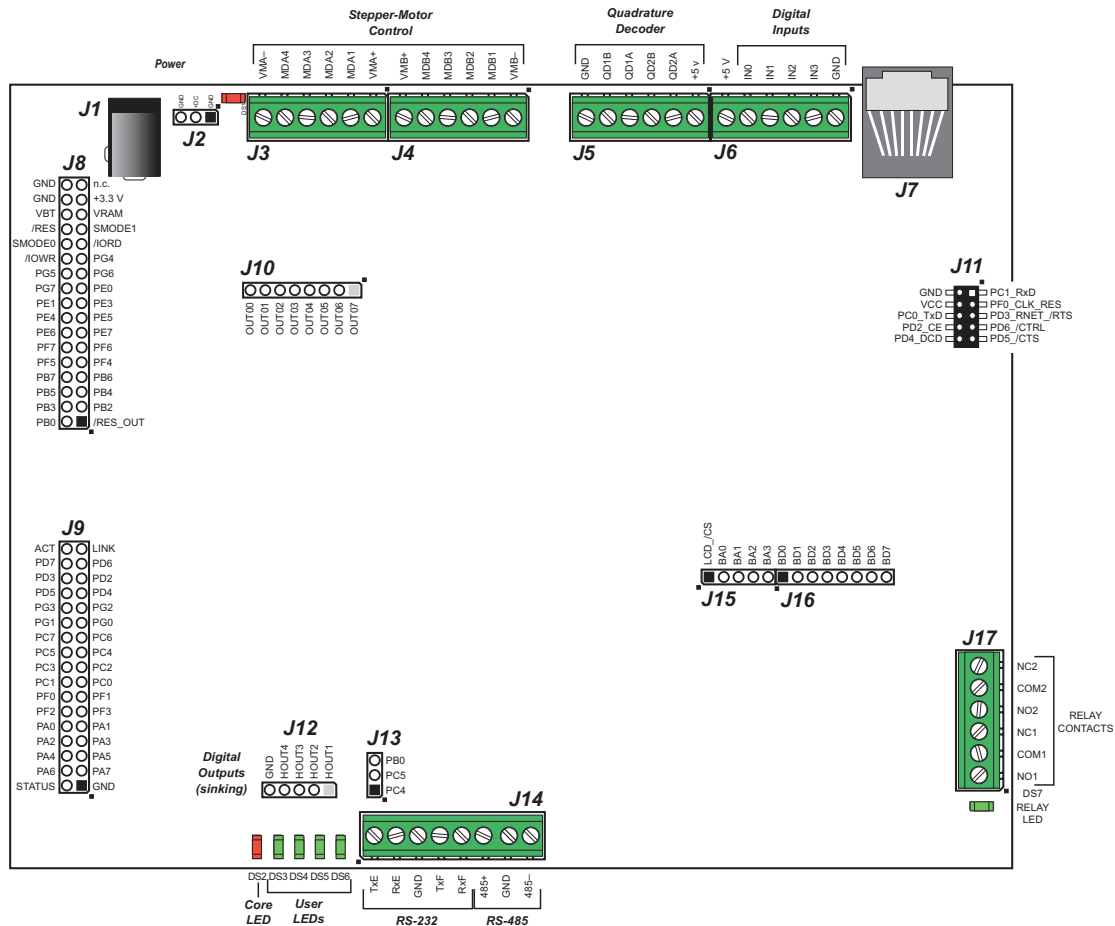 Stepper-Motor
Control
Quadrature
Decoder
Digital
Inputs
Power
VMA–
MDA4
MDA3
MDA2
MDA1
VMA+
VMB+
MDB4
MDB3
MDB2
MDB1
VMB–
GND
QD1B
QD1A
QD2B
QD2A
+5 v
+5 V
IN0
IN1
IN2
IN3
GND
J1
GND
+DC
GND
J2
J3
J4
J5
J6
J7
J8
GND n.c.
GND +3.3 V
VBT VRAM
/RES SMODE1
SMODE0 /IORD
/IOWR PG4
PG5 PG6
PG7 PE0
PE1 PE3
PE4 PE5
PE6 PE7
PF7 PF6
PF5 PF4
PB7 PB6
PB5 PB4
PB3 PB2
PB0 /RES_OUT
J10
OUT00
OUT01
OUT02
OUT03
OUT04
OUT05
OUT06
OUT07
J11
GND PC1_RxD
VCC PF0_CLK_RES
PC0_TxD PD3_RNET_/RTS
PD2_CE PD6_/CTRL
PD4_DCD PD5_/CTS
J9
ACT LINK
PD7 PD6
PD3 PD2
PD5 PD4
PG3 PG2
PG1 PG0
PC7 PC6
PC5 PC4
PC3 PC2
PC1 PC0
PF0 PF1
PF2 PF3
PA0 PA1
PA2 PA3
PA4 PA5
PA6 PA7
STATUS GND
LCD_/CS
BA0
BA1
BA2
BA3
BD0
BD1
BD2
BD3
BD4
BD5
BD6
BD7
J15
J16
J17
NC2
COM2
NO2
NC1
COM1
NO1
RELAY
CONTACTS
DS7
RELAY
LED
J12
Digital
Outputs
(sinking)
GND
HOUT4
HOUT3
HOUT2
HOUT1
J13
PB0
PC5
PC4
J14
DS2 DS3 DS4 DS5 DS6
Core
LED
User
LEDs
TxE
RxE
GND
TxF
RxF
485+
GND
485–
RS-232
RS-485